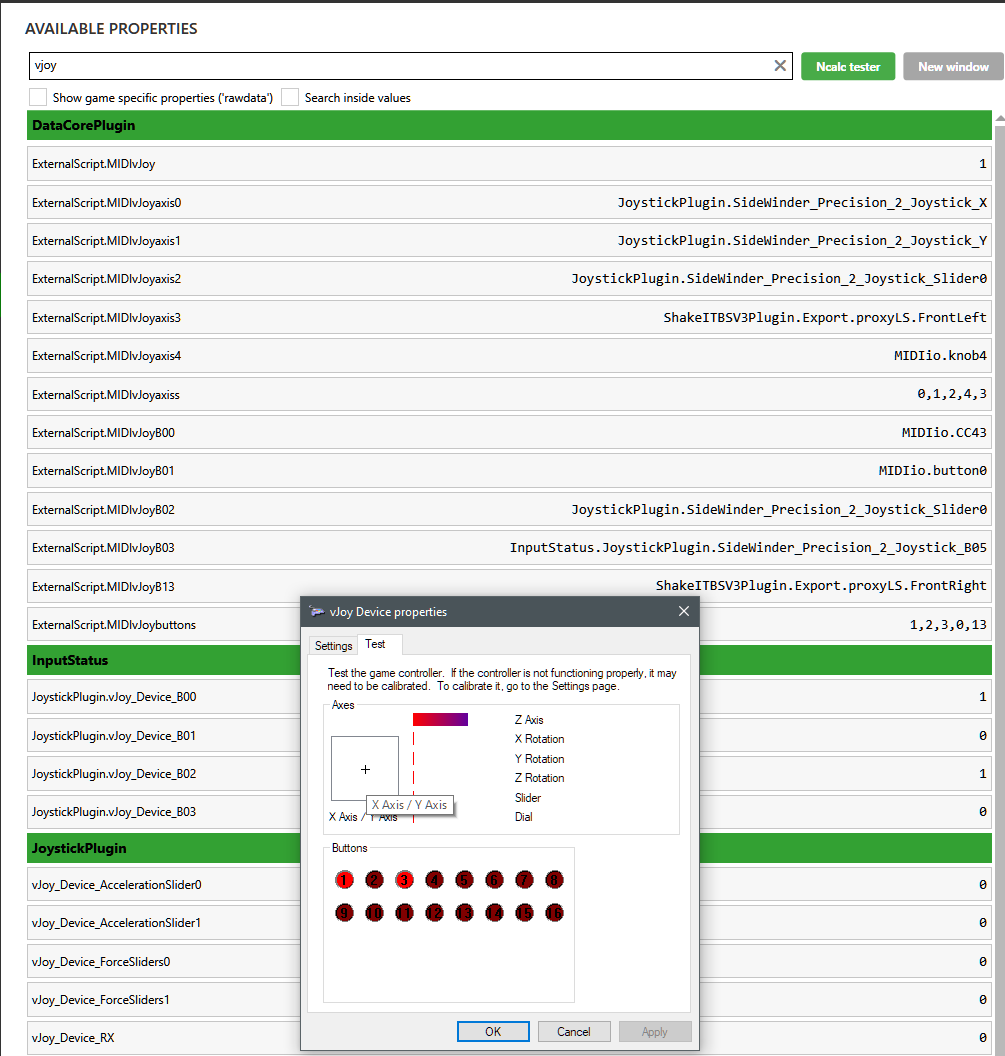 AVAILABLE PROPERTIES
vjoy
Ncalc tester
New window
Show game specific properties ('rawdata')
Search inside values
DataCorePlugin
ExternalScript.MIDIvJoy 1
ExternalScript.MIDIvJoyaxis0 JoystickPlugin.SideWinder_Precision_2_Joystick_X
ExternalScript.MIDIvJoyaxis1 JoystickPlugin.SideWinder_Precision_2_Joystick_Y
ExternalScript.MIDIvJoyaxis2 JoystickPlugin.SideWinder_Precision_2_Joystick_Slider0
ExternalScript.MIDIvJoyaxis3 ShakeITBSV3Plugin.Export.proxyLS.FrontLeft
ExternalScript.MIDIvJoyaxis4 MIDIio.knob4
ExternalScript.MIDIvJoyaxiss 0,1,2,4,3
ExternalScript.MIDIvJoyB00 MIDIio.CC43
ExternalScript.MIDIvJoyB01 MIDIio.button0
ExternalScript.MIDIvJoyB02 JoystickPlugin.SideWinder_Precision_2_Joystick_Slider0
ExternalScript.MIDIvJoyB03 InputStatus.JoystickPlugin.SideWinder_Precision_2_Joystick_B05
ExternalScript.MIDIvJoyB13 ShakeITBSV3Plugin.Export.proxyLS.FrontRight
ExternalScript.MIDIvJoybuttons 1,2,3,0,13
InputStatus
JoystickPlugin.vJoy_Device_B00 1
JoystickPlugin.vJoy_Device_B01 0
JoystickPlugin.vJoy_Device_B02 1
JoystickPlugin.vJoy_Device_B03 0
JoystickPlugin
vJoy_Device_AccelerationSlider0 0
vJoy_Device_AccelerationSlider1 0
vJoy_Device_ForceSliders0 0
vJoy_Device_ForceSliders1 0
vJoy_Device_RX 0
vJoy Device properties
Settings
Test
Test the game controller. If the controller is not functioning properly, it may
need to be calibrated. To calibrate it, go to the Settings page.
Axes
Z Axis
X Rotation
Y Rotation
Z Rotation
Slider
Dial
X Axis / Y Axis
X Axis / Y Axis
Buttons
1 2 3 4 5 6 7 8
9 10 11 12 13 14 15 16
OK
Cancel
Apply